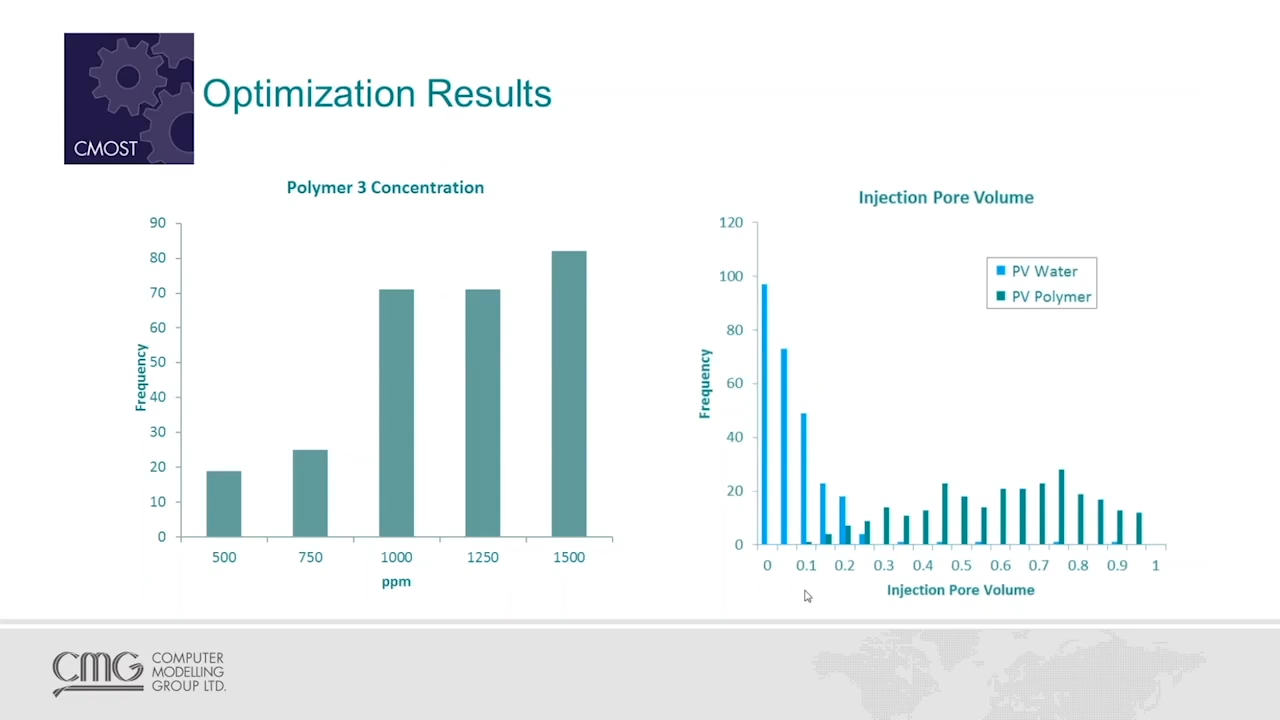 CMOST
Optimization Results
Polymer 3 Concentration
90
80
70
60
50
40
30
20
10
0
Frequency
500 750 1000 1250 1500
ppm
Injection Pore Volume
120
100
80
60
40
20
0
Frequency
PV Water
PV Polymer
0 0.1 0.2 0.3 0.4 0.5 0.6 0.7 0.8 0.9 1
Injection Pore Volume
CMG
COMPUTER
MODELLING
GROUP LTD.